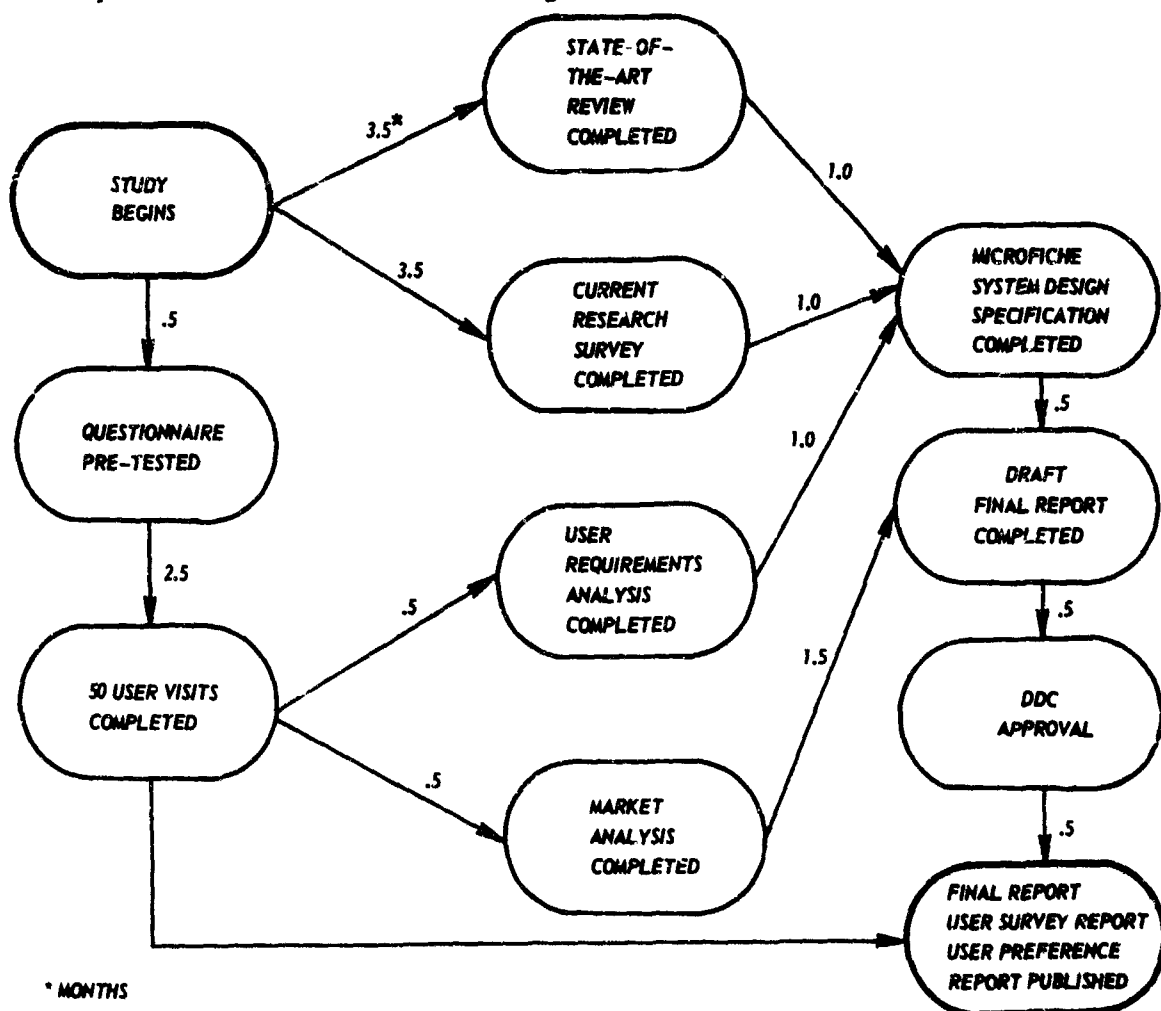 STATE-OF-
THE-ART
REVIEW
COMPLETED
3.5*
STUDY
BEGINS
1.0
3.5
CURRENT
RESEARCH
SURVEY
COMPLETED
1.0
MICROFICHE
SYSTEM DESIGN
SPECIFICATION
COMPLETED
.5
QUESTIONNAIRE
PRE-TESTED
1.0
.5
DRAFT
FINAL REPORT
COMPLETED
2.5
USER
REQUIREMENTS
ANALYSIS
COMPLETED
.5
.5
1.5
50 USER VISITS
COMPLETED
DDC
APPROVAL
.5
MARKET
ANALYSIS
COMPLETED
.5
FINAL REPORT
USER SURVEY REPORT
USER PREFERENCE
REPORT PUBLISHED
* MONTHS